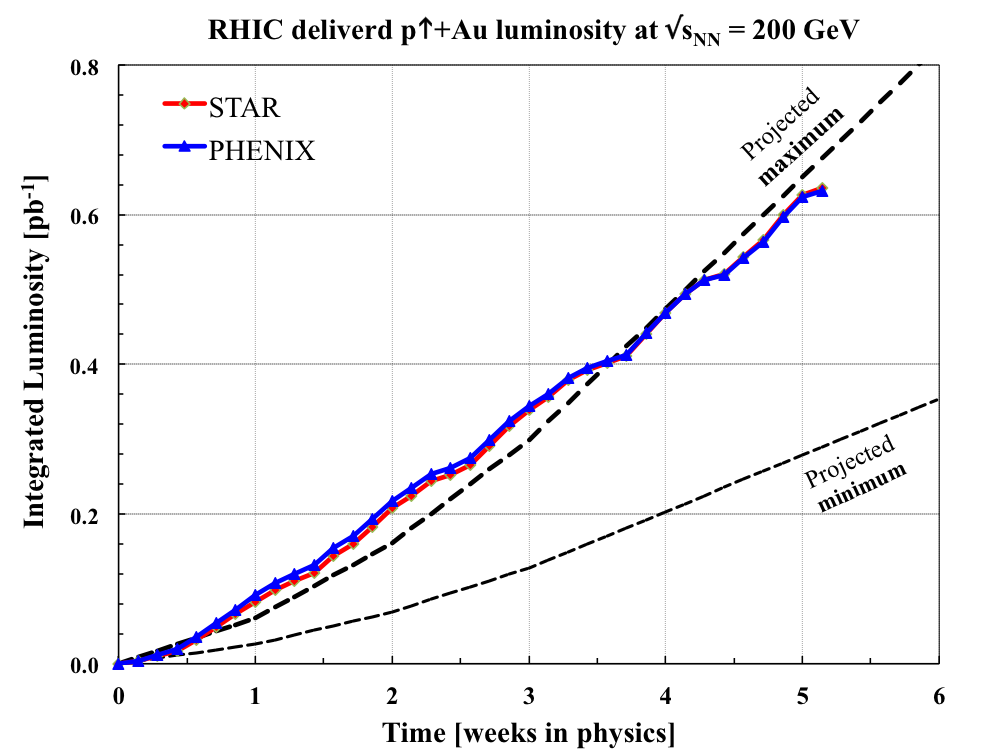 RHIC deliverd p↑+Au luminosity at √sNN = 200 GeV
STAR
PHENIX
Projected
maximum
Projected
minimum
Integrated Luminosity [pb-1]
0.8
0.6
0.4
0.2
0.0
0 1 2 3 4 5 6
Time [weeks in physics]